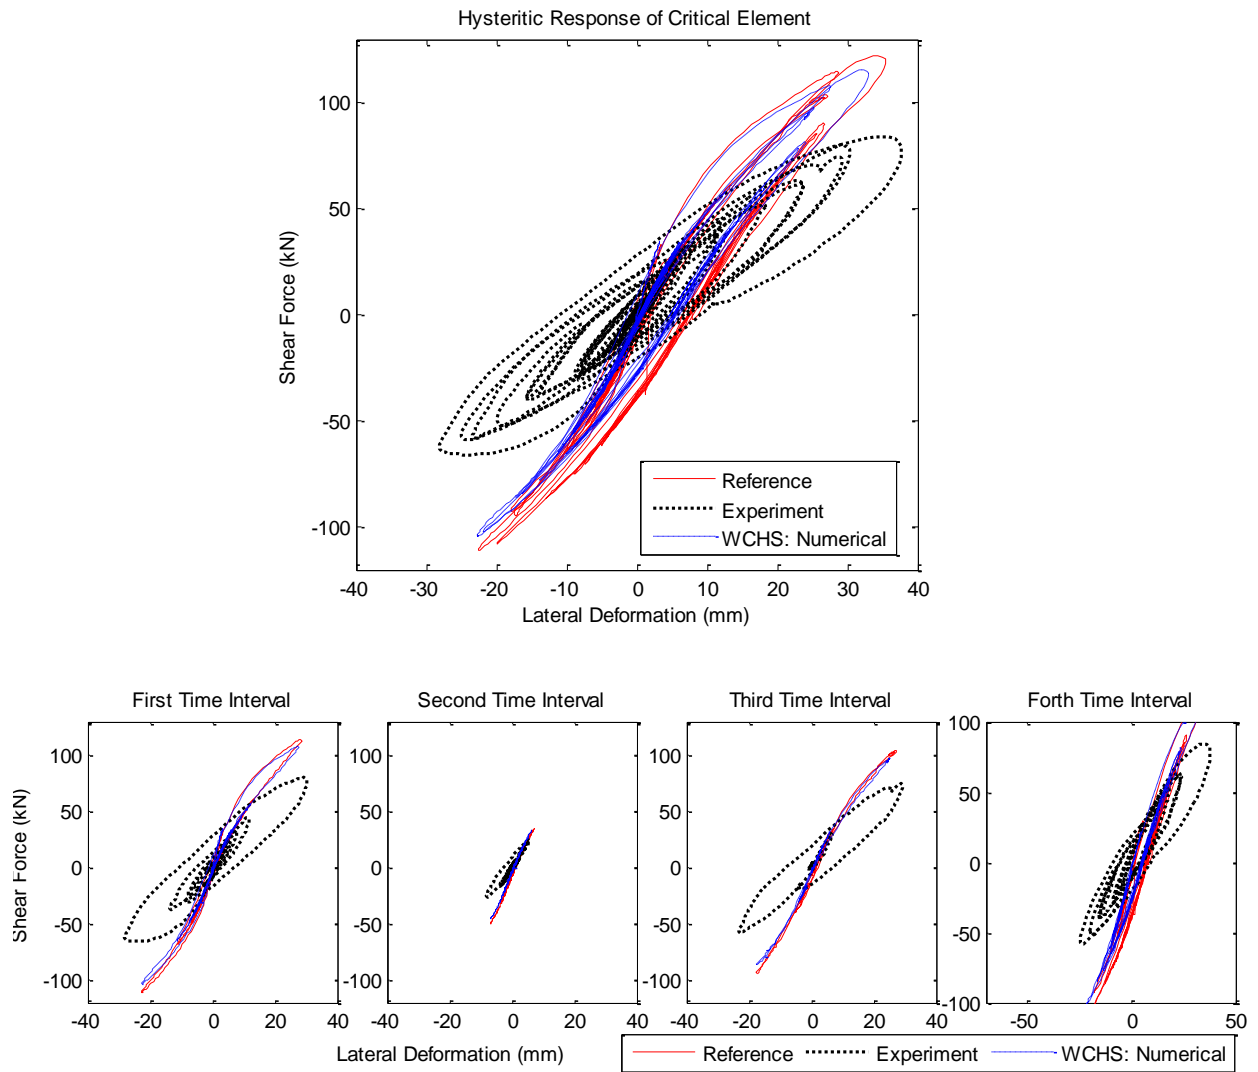 Hysteritic Response of Critical Element
100
50
0
-50
-100
Shear Force (kN)
Reference
Experiment
WCHS: Numerical
-40 -30 -20 -10 0 10 20 30 40
Lateral Deformation (mm)
First Time Interval
Second Time Interval
Third Time Interval
Forth Time Interval
Shear Force (kN)
100
50
0
-50
-100
-40 -20 0 20 40
100
50
0
-50
-100
-40 -20 0 20 40
100
50
0
-50
-100
-40 -20 0 20 40
100
50
0
-50
-100
-50 0 50
Lateral Deformation (mm)
Reference Experiment WCHS: Numerical